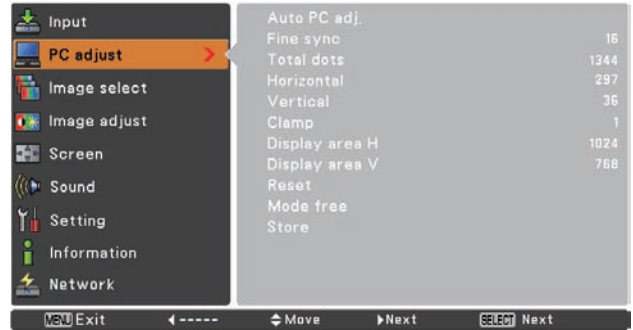 Input
PC adjust
Image select
Image adjust
Screen
Sound
Setting
Information
Network
Auto PC adj.
Fine sync 16
Total dots 1344
Horizontal 297
Vertical 36
Clamp 1
Display area H 1024
Display area V 768
Reset
Mode free
Store
MENU Exit ◀ ----- Move ▶Next SELECT Next